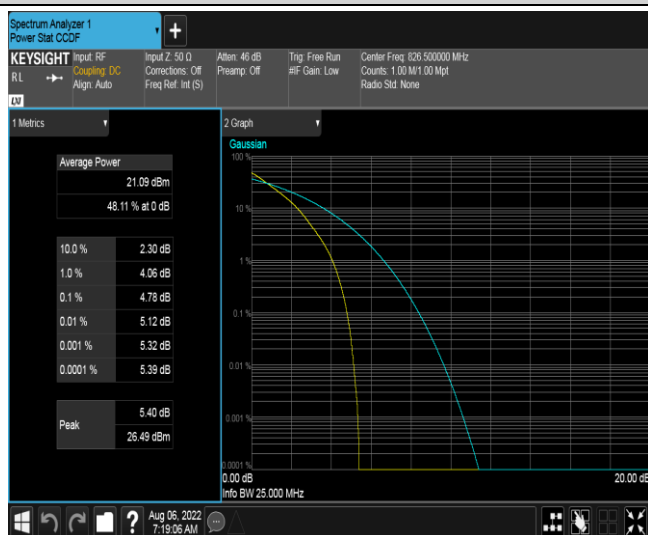 Spectrum Analyzer 1
Power Stat CCDF
+
KEYSIGHT
RL
LXI
Input: RF
Coupling: DC
Align: Auto
Input Z: 50 Ω
Corrections: Off
Freq Ref: Int (S)
Atten: 46 dB
Preamp: Off
Trig: Free Run
#IF Gain: Low
Center Freq: 826.500000 MHz
Counts: 1.00 M/1.00 Mpt
Radio Std: None
1 Metrics
Average Power
21.09 dBm
48.11 % at 0 dB
10.0 % 2.30 dB
1.0 % 4.06 dB
0.1 % 4.78 dB
0.01 % 5.12 dB
0.001 % 5.32 dB
0.0001 % 5.39 dB
Peak
5.40 dB
26.49 dBm
2 Graph
Gaussian
100 %
10 %
1 %
0.1 %
0.01 %
0.001 %
0.0001 %
0.00 dB
20.00 dB
Info BW 25.000 MHz
?
Aug 06, 2022
7:19:06 AM